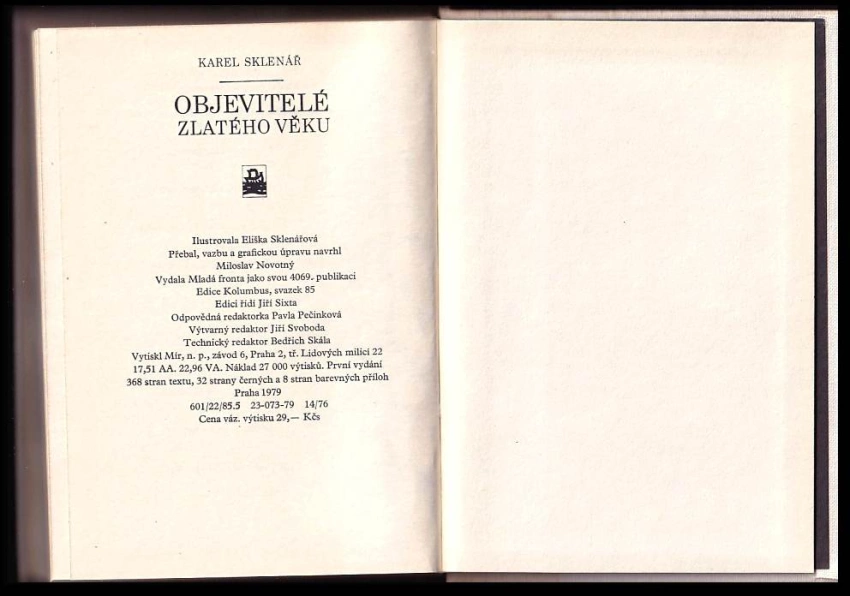 KAREL SKLENÁŘ
OBJEVITELÉ
ZLATÉHO VĚKU
Ilustrovala Eliška Sklenářová
Přebal, vazbu a grafickou úpravu navrhl
Miloslav Novotný
Vydala Mladá fronta jako svou 4069. publikaci
Edice Kolumbus, svazek 85
Edici řídí Jiří Sixta
Odpovědná redaktorka Pavla Pečinková
Výtvarný redaktor Jiří Svoboda
Technický redaktor Bedřich Skála
Vytiskl Mír, n. p., závod 6, Praha 2, tř. Lidových milicí 22
17,51 AA. 22,96 VA. Náklad 27 000 výtisků. První vydání
368 stran textu, 32 strany černých a 8 stran barevných příloh
Praha 1979
601/22/85.5 23-073-79 14/76
Cena váz. výtisku 29,— Kčs